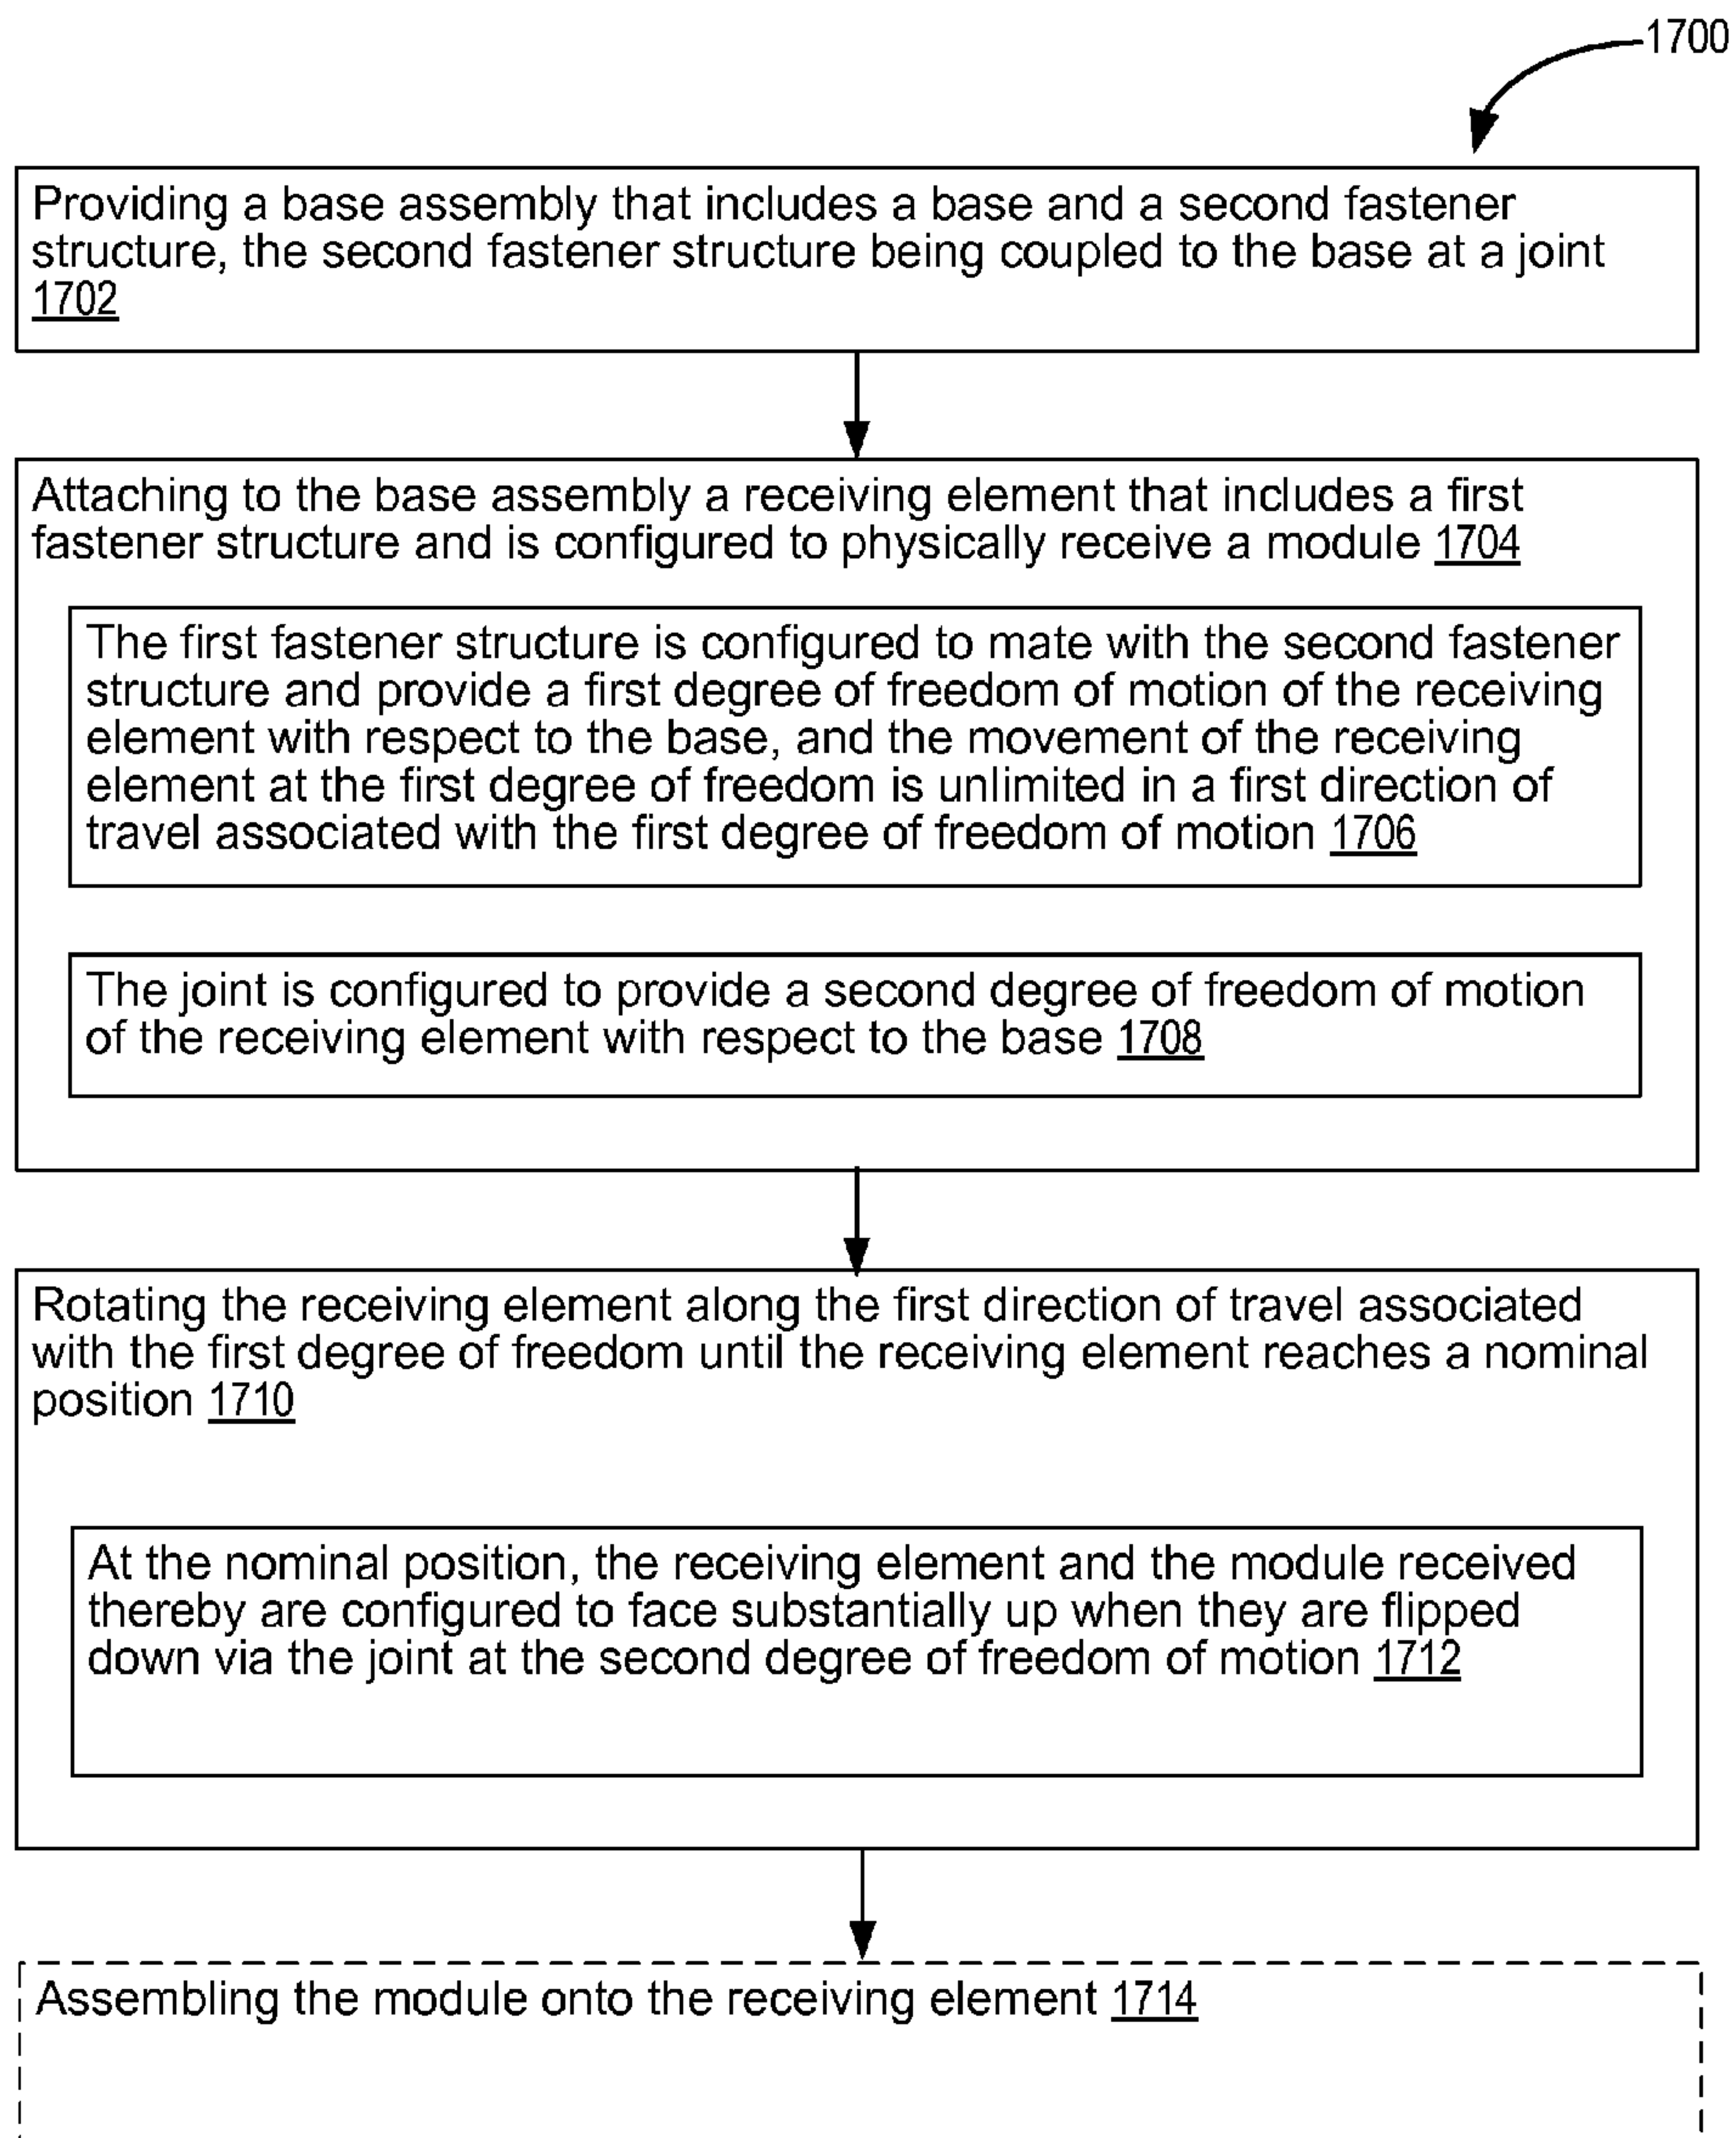 1700
Providing a base assembly that includes a base and a second fastener
structure, the second fastener structure being coupled to the base at a joint
1702
Attaching to the base assembly a receiving element that includes a first
fastener structure and is configured to physically receive a module 1704
The first fastener structure is configured to mate with the second fastener
structure and provide a first degree of freedom of motion of the receiving
element with respect to the base, and the movement of the receiving
element at the first degree of freedom is unlimited in a first direction of
travel associated with the first degree of freedom of motion 1706
The joint is configured to provide a second degree of freedom of motion
of the receiving element with respect to the base 1708
Rotating the receiving element along the first direction of travel associated
with the first degree of freedom until the receiving element reaches a nominal
position 1710
At the nominal position, the receiving element and the module received
thereby are configured to face substantially up when they are flipped
down via the joint at the second degree of freedom of motion 1712
Assembling the module onto the receiving element 1714